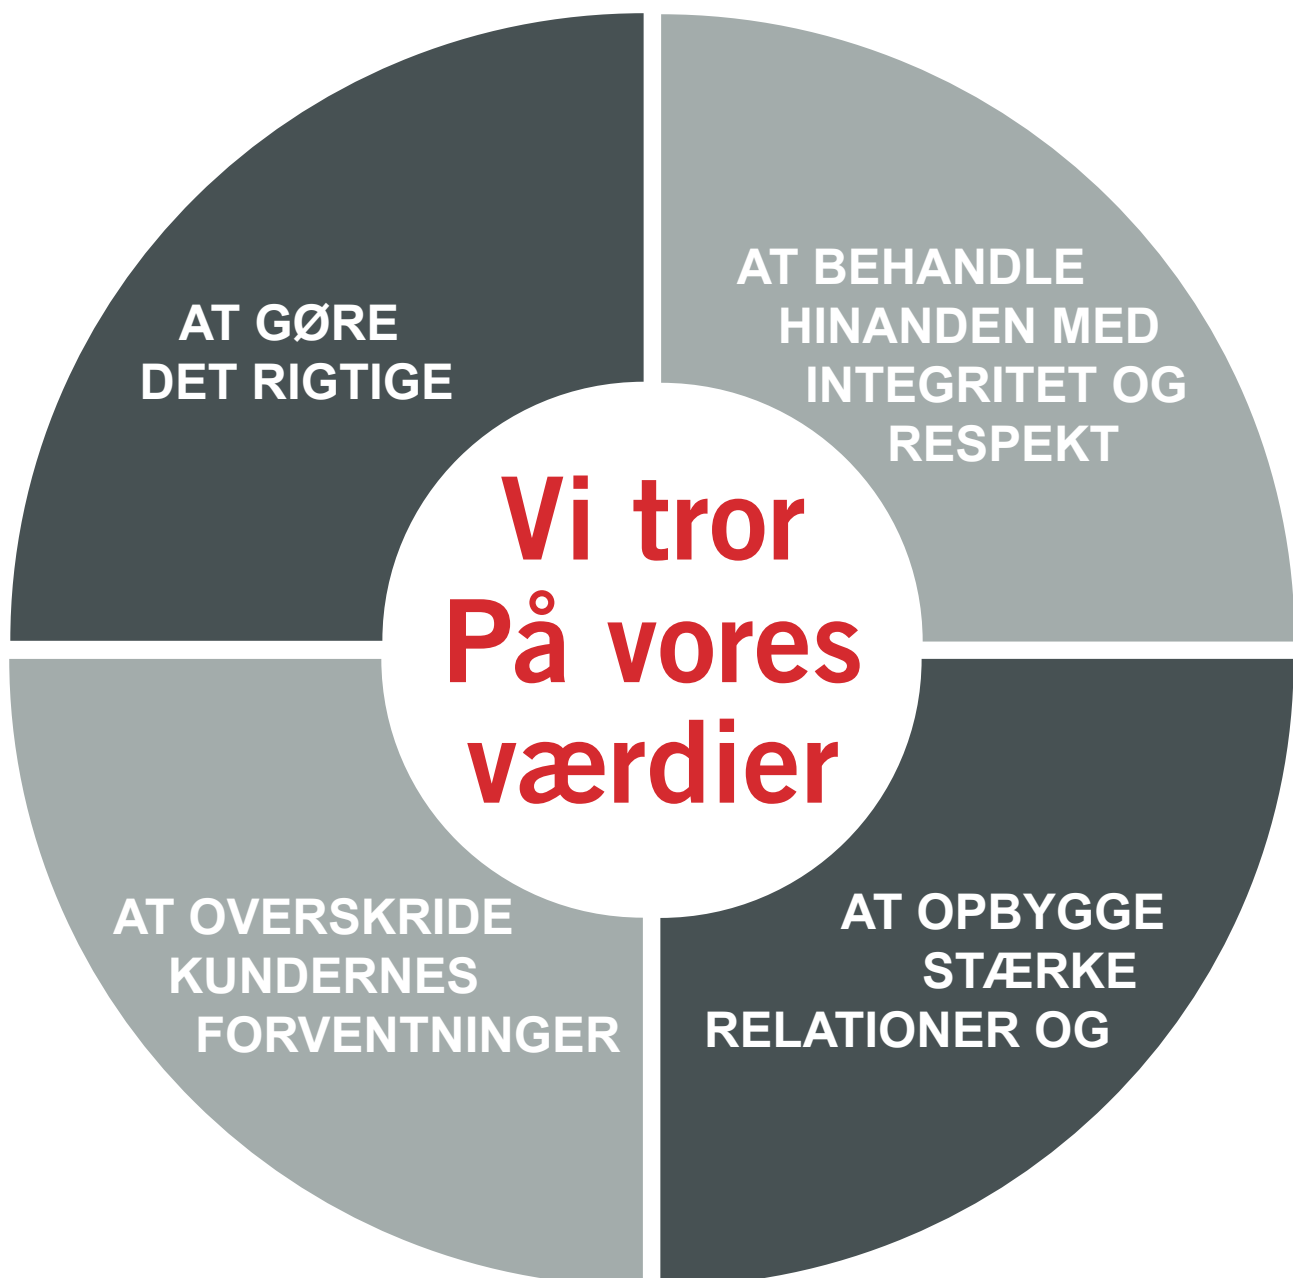 AT GØRE
DET RIGTIGE
AT BEHANDLE
HINANDEN MED
INTEGRITET OG
RESPEKT
Vi tror
På vores
værdier
AT OVERSKRIDE
KUNDERNES
FORVENTNINGER
AT OPBYGGE
STÆRKE
RELATIONER OG